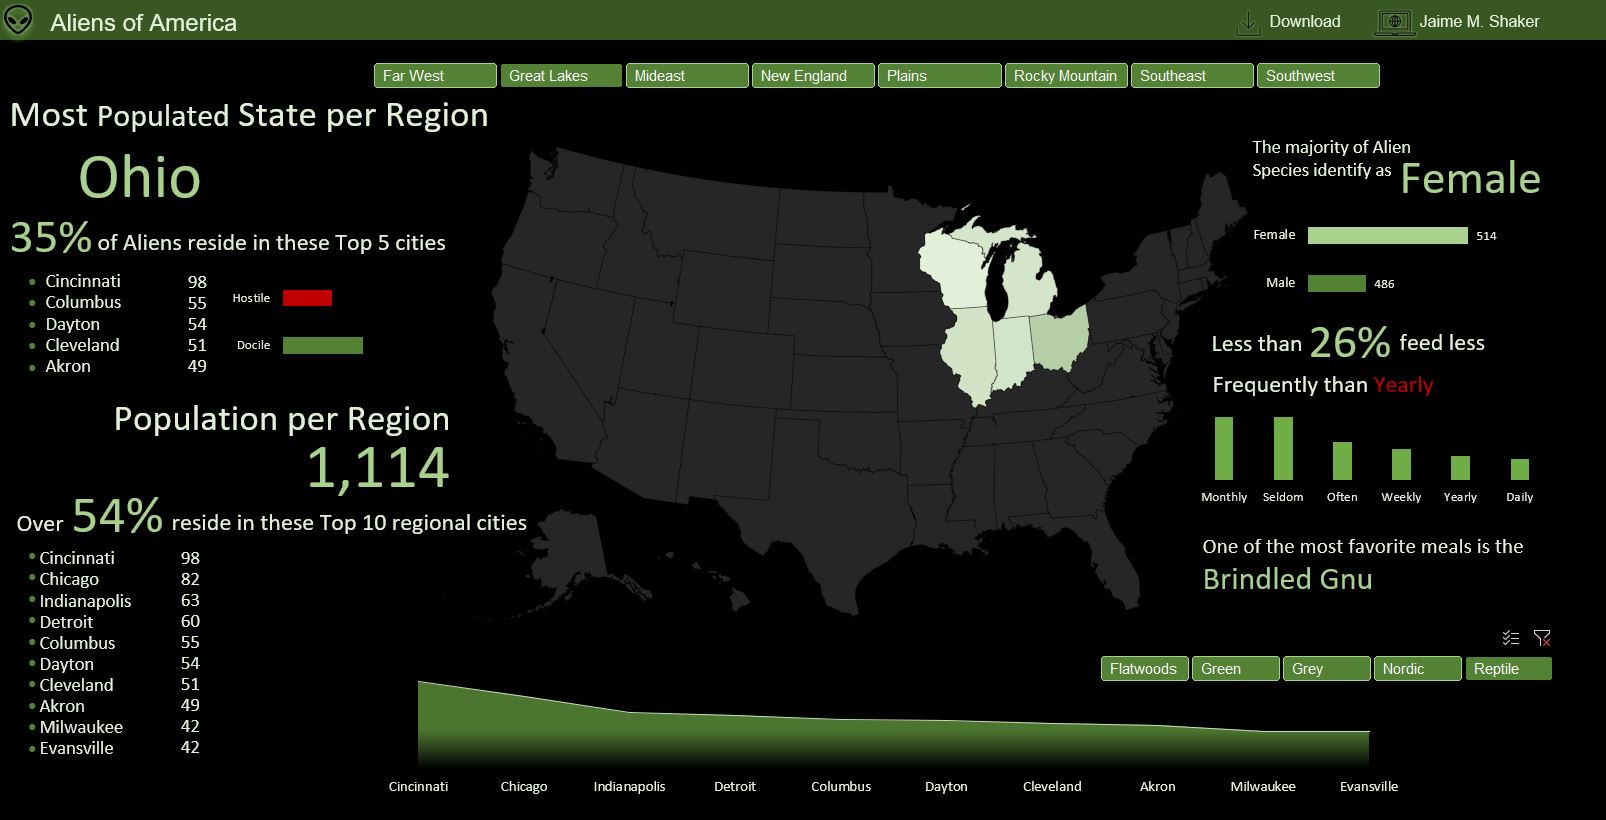 Aliens of America
Download
Jaime M. Shaker
Far West
Great Lakes
Mideast
New England
Plains
Rocky Mountain
Southeast
Southwest
Most Populated State per Region
Ohio
35% of Aliens reside in these Top 5 cities
Cincinnati 98
Columbus 55
Dayton 54
Cleveland 51
Akron 49
Hostile
Docile
Population per Region
1,114
Over 54% reside in these Top 10 regional cities
Cincinnati 98
Chicago 82
Indianapolis 63
Detroit 60
Columbus 55
Dayton 54
Cleveland 51
Akron 49
Milwaukee 42
Evansville 42
The majority of Alien
Species identify as Female
Female 514
Male 486
Less than 26% feed less
Frequently than Yearly
Monthly Seldom Often Weekly Yearly Daily
One of the most favorite meals is the
Brindled Gnu
Flatwoods
Green
Grey
Nordic
Reptile
Cincinnati Chicago Indianapolis Detroit Columbus Dayton Cleveland Akron Milwaukee Evansville